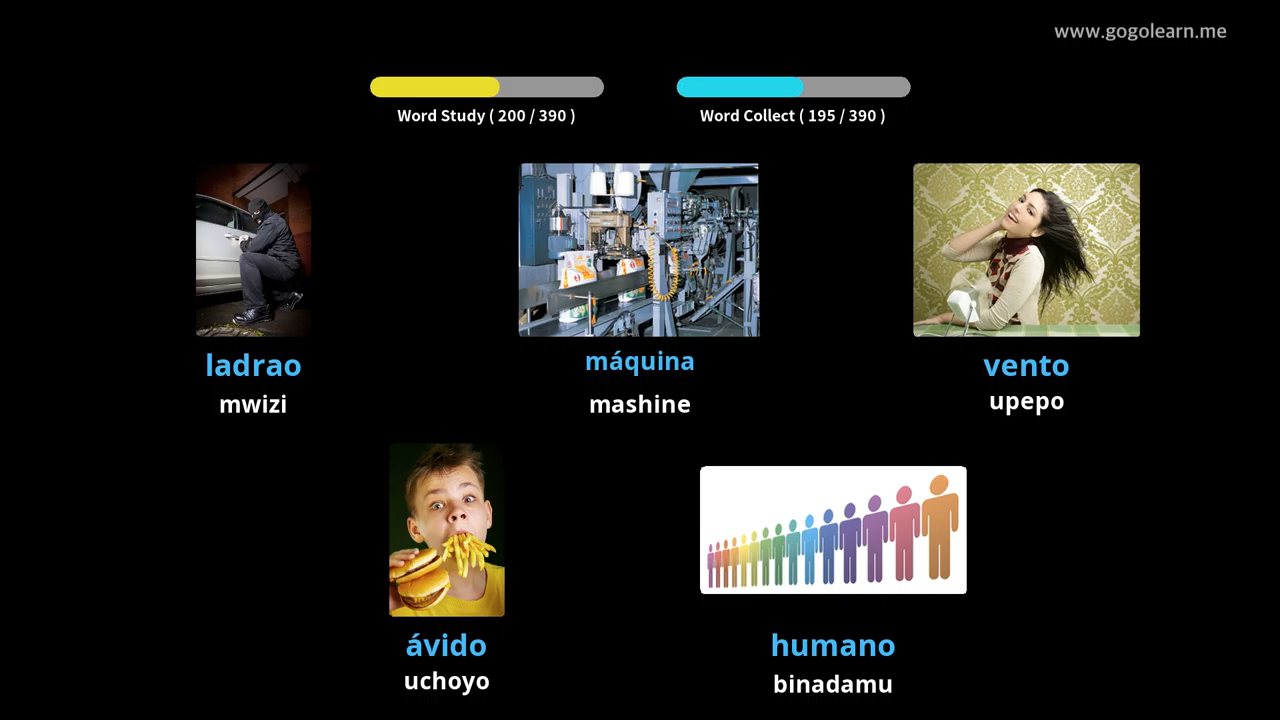 www.gogolearn.me
Word Study ( 200 / 390 )
Word Collect ( 195 / 390 )
ladrao
mwizi
máquina
mashine
vento
upepo
ávido
uchoyo
humano
binadamu